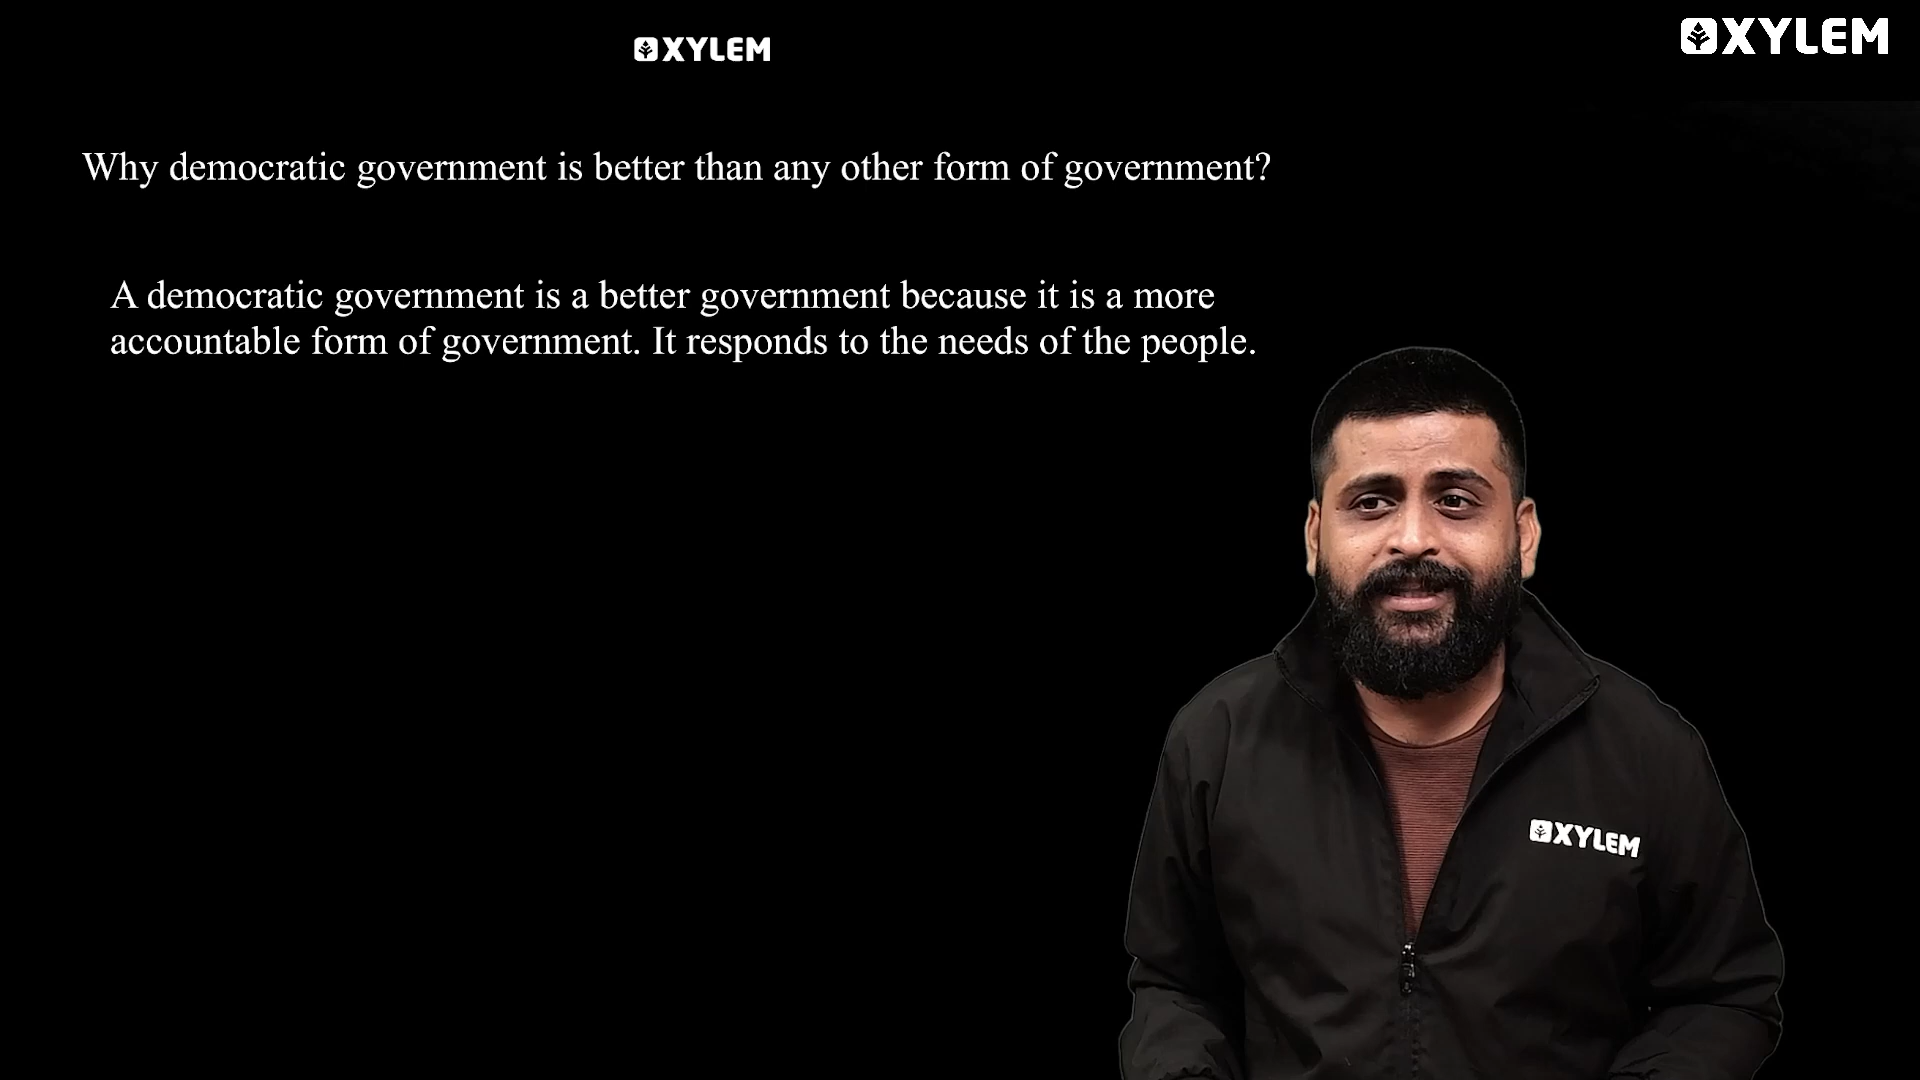 XYLEM
XYLEM
Why democratic government is better than any other form of government?
A democratic government is a better government because it is a more
accountable form of government. It responds to the needs of the people.
XYLEM